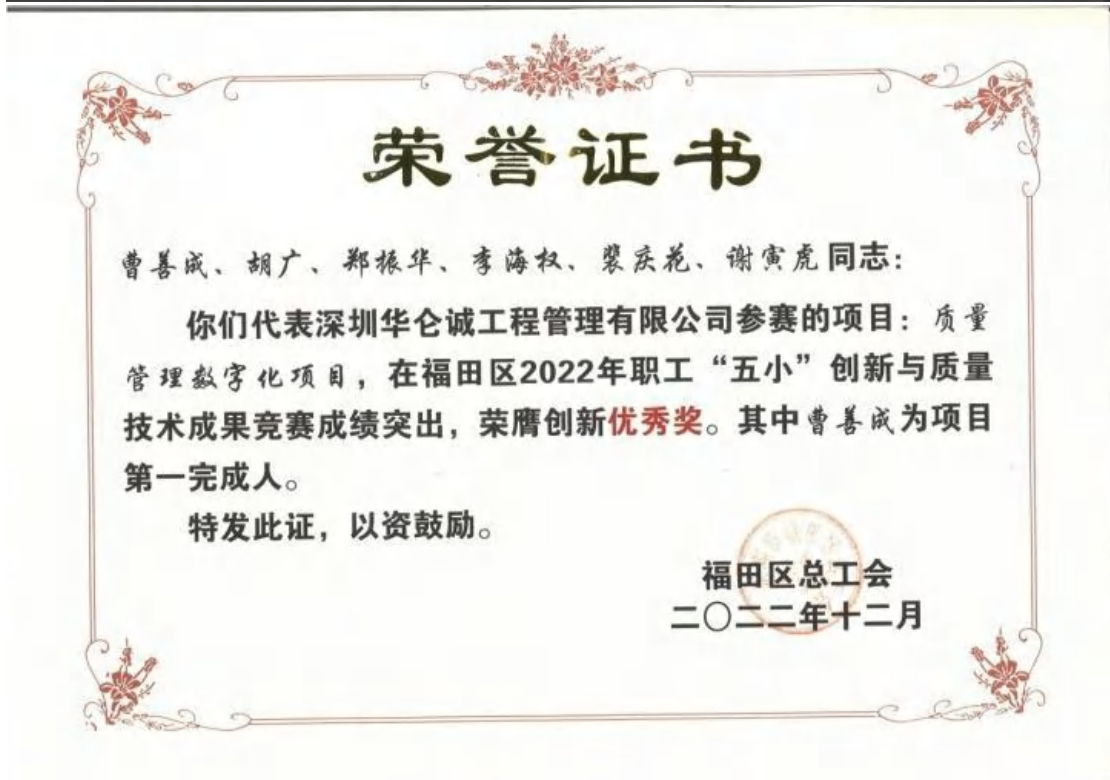 荣誉证书
曹善成、胡广、郑振华、李海权、裴庆花、谢寅虎同志：
你们代表深圳华仑诚工程管理有限公司参赛的项目：质量
管理数字化项目，在福田区2022年职工“五小”创新与质量
技术成果竞赛成绩突出，荣膺创新优秀奖。其中曹善成为项目
第一完成人。
特发此证，以资鼓励。
福田区总工会
二〇二二年十二月